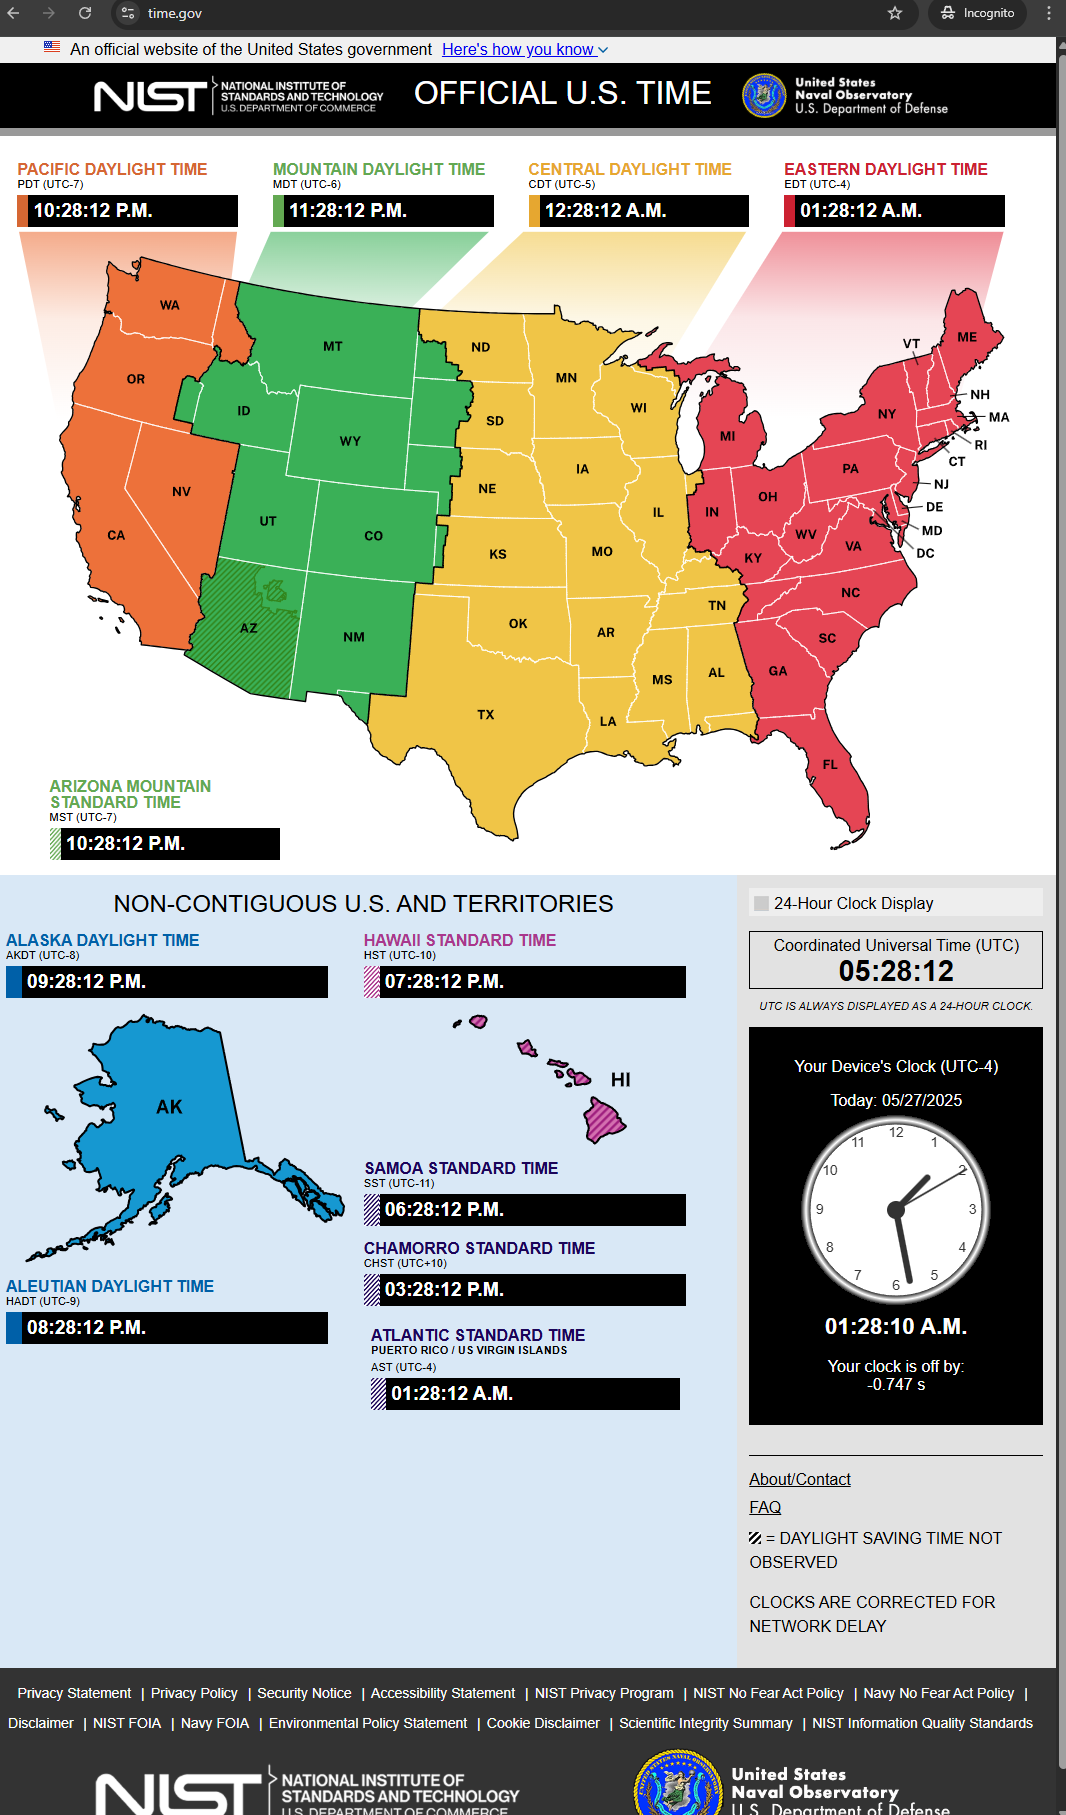 time.gov
Incognito
An official website of the United States government Here's how you know
NIST
NATIONAL INSTITUTE OF
STANDARDS AND TECHNOLOGY
U.S. DEPARTMENT OF COMMERCE
OFFICIAL U.S. TIME
United States
Naval Observatory
U.S. Department of Defense
PACIFIC DAYLIGHT TIME
PDT (UTC-7)
10:28:12 P.M.
MOUNTAIN DAYLIGHT TIME
MDT (UTC-6)
11:28:12 P.M.
CENTRAL DAYLIGHT TIME
CDT (UTC-5)
12:28:12 A.M.
EASTERN DAYLIGHT TIME
EDT (UTC-4)
01:28:12 A.M.
WA
OR
CA
NV
ID
MT
WY
UT
CO
AZ
NM
ND
SD
NE
KS
OK
TX
MN
IA
MO
AR
LA
WI
IL
TN
MS
AL
MI
IN
OH
KY
WV
VA
NC
SC
GA
FL
PA
NY
VT
ME
NH
MA
RI
CT
NJ
DE
MD
DC
ARIZONA MOUNTAIN
STANDARD TIME
MST (UTC-7)
10:28:12 P.M.
NON-CONTIGUOUS U.S. AND TERRITORIES
ALASKA DAYLIGHT TIME
AKDT (UTC-8)
09:28:12 P.M.
AK
ALEUTIAN DAYLIGHT TIME
HADT (UTC-9)
08:28:12 P.M.
HAWAII STANDARD TIME
HST (UTC-10)
07:28:12 P.M.
HI
SAMOA STANDARD TIME
SST (UTC-11)
06:28:12 P.M.
CHAMORRO STANDARD TIME
CHST (UTC+10)
03:28:12 P.M.
ATLANTIC STANDARD TIME
PUERTO RICO / US VIRGIN ISLANDS
AST (UTC-4)
01:28:12 A.M.
24-Hour Clock Display
Coordinated Universal Time (UTC)
05:28:12
UTC IS ALWAYS DISPLAYED AS A 24-HOUR CLOCK.
Your Device's Clock (UTC-4)
Today: 05/27/2025
12
1
2
3
4
5
6
7
8
9
10
11
01:28:10 A.M.
Your clock is off by:
-0.747 s
About/Contact
FAQ
= DAYLIGHT SAVING TIME NOT
OBSERVED
CLOCKS ARE CORRECTED FOR
NETWORK DELAY
Privacy Statement | Privacy Policy | Security Notice | Accessibility Statement | NIST Privacy Program | NIST No Fear Act Policy | Navy No Fear Act Policy |
Disclaimer | NIST FOIA | Navy FOIA | Environmental Policy Statement | Cookie Disclaimer | Scientific Integrity Summary | NIST Information Quality Standards
NIST
NATIONAL INSTITUTE OF
STANDARDS AND TECHNOLOGY
U.S. DEPARTMENT OF COMMERCE
United States
Naval Observatory
U.S. Department of Defense